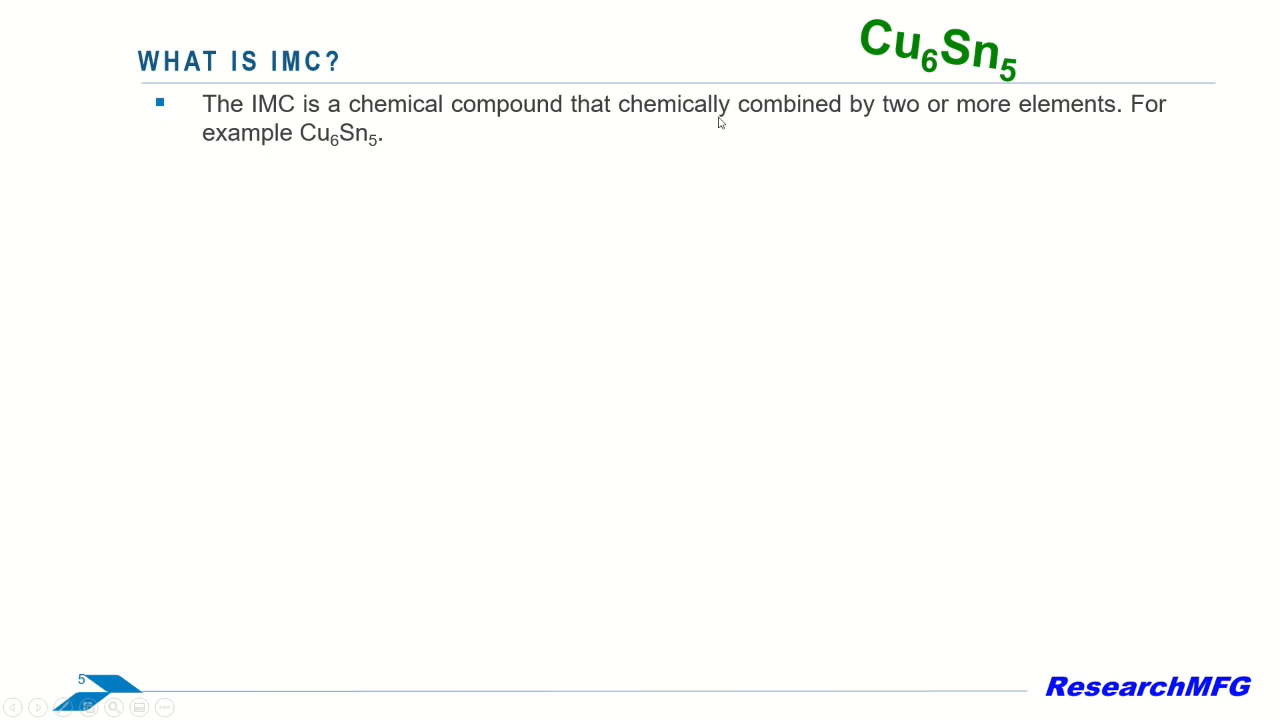 WHAT IS IMC?
Cu₆Sn₅
The IMC is a chemical compound that chemically combined by two or more elements. For
example Cu₆Sn₅.
5
ResearchMFG